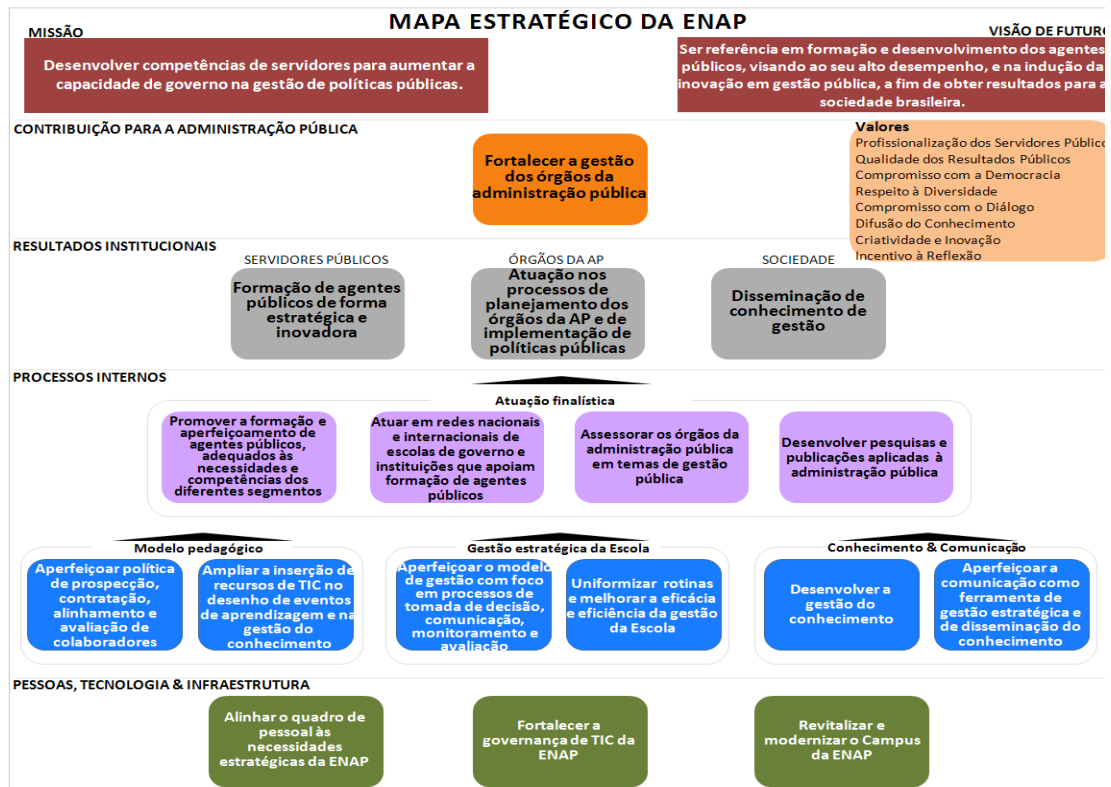 MAPA ESTRATÉGICO DO ENAP
MISSÃO
VISÃO DE FUTURO
Desenvolver competências de servidores para aumentar a
capacidade de governo na gestão de políticas públicas.
Ser referência em formação e desenvolvimento dos agentes
públicos, visando ao seu alto desempenho, e na indução da
inovação em gestão pública, a fim de obter resultados para a
sociedade brasileira.
CONTRIBUIÇÃO PARA A ADMINISTRAÇÃO PÚBLICA
Fortalecer a gestão
dos órgãos da
administração pública
Valores
Profissionalização dos Servidores Público
Qualidade dos Resultados Públicos
Compromisso com a Democracia
Respeito à Diversidade
Compromisso com o Diálogo
Difusão do Conhecimento
Criatividade e Inovação
Incentivo à Reflexão
RESULTADOS INSTITUCIONAIS
SERVIDORES PÚBLICOS
Formação de agentes
públicos de forma
estratégica e
inovadora
ÓRGÃOS DA AP
Atuação nos
processos de
planejamento dos
órgãos da AP e de
implementação de
políticas públicas
SOCIEDADE
Disseminação de
conhecimento de
gestão
PROCESSOS INTERNOS
Atuação finalística
Promover a formação e
aperfeiçoamento de
agentes públicos,
adequados às
necessidades e
competências dos
diferentes segmentos
Atuar em redes nacionais
e internacionais de
escolas de governo e
instituições que apoiam
formação de agentes
públicos
Assessorar os órgãos da
administração pública
em temas de gestão
pública
Desenvolver pesquisas e
publicações aplicadas à
administração pública
Modelo pedagógico
Aperfeiçoar política
de prospecção,
contratação,
alinhamento e
avaliação de
colaboradores
Ampliar a inserção de
recursos de TIC no
desenho de eventos
de aprendizagem e na
gestão do
conhecimento
Gestão estratégica da Escola
Aperfeiçoar o modelo
de gestão com foco
em processos de
tomada de decisão,
comunicação,
monitoramento e
avaliação
Uniformizar rotinas
e melhorar a eficácia
e eficiência da gestão
da Escola
Conhecimento & Comunicação
Desenvolver a
gestão do
conhecimento
Aperfeiçoar a
comunicação como
ferramenta de
gestão estratégica e
de disseminação do
conhecimento
PESSOAS, TECNOLOGIA & INFRAESTRUTURA
Alinhar o quadro de
pessoal às
necessidades
estratégicas da ENAP
Fortalecer a
governança de TIC da
ENAP
Revitalizar e
modernizar o Campus
da ENAP